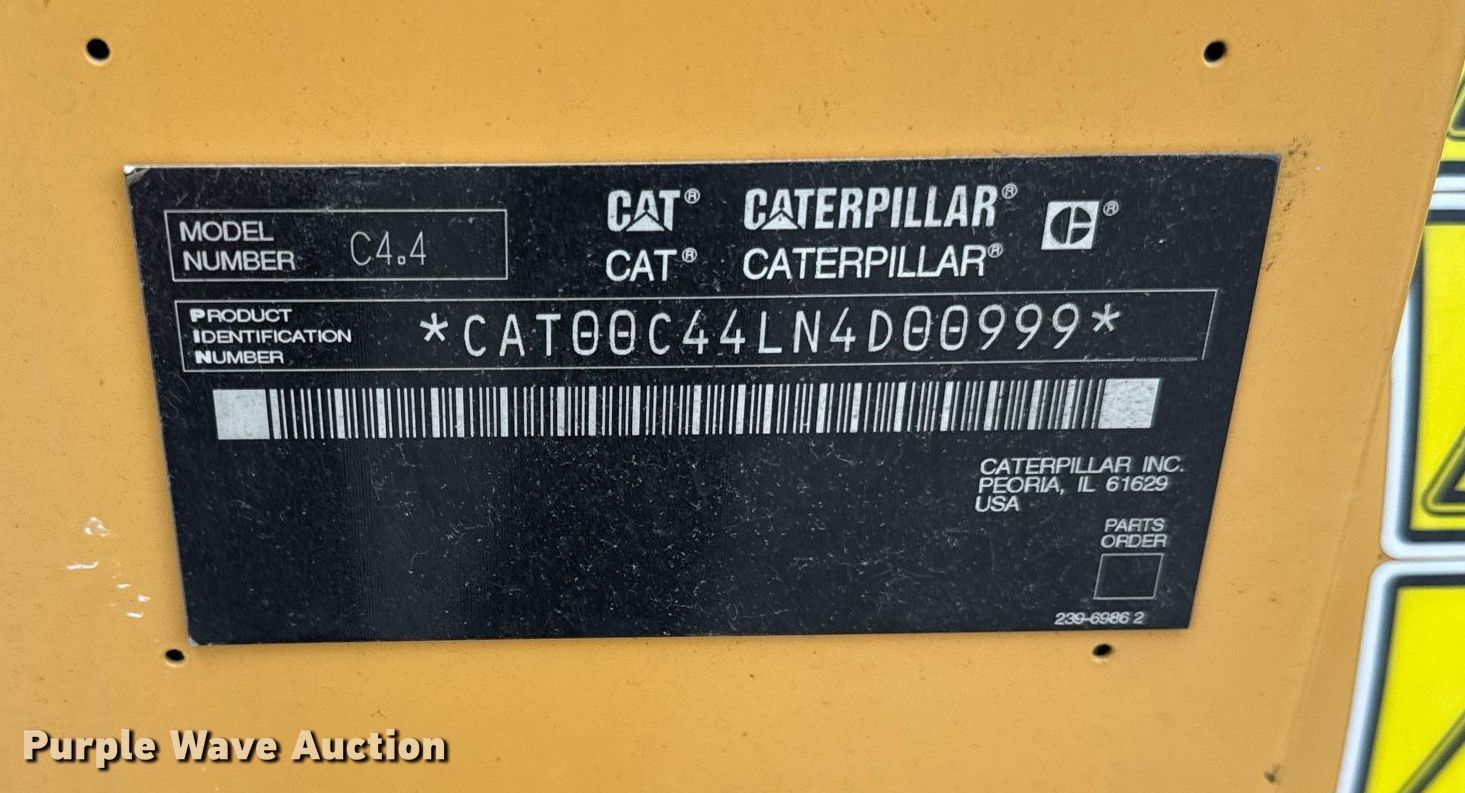 CAT® CATERPILLAR® ®
CAT® CATERPILLAR®
MODEL
NUMBER C4.4
PRODUCT
IDENTIFICATION
NUMBER *CAT00C44LN4D00999*
*CAT00C44LN4D00999*
CATERPILLAR INC.
PEORIA, IL 61629
USA
PARTS
ORDER
239-6986 2
Purple Wave Auction